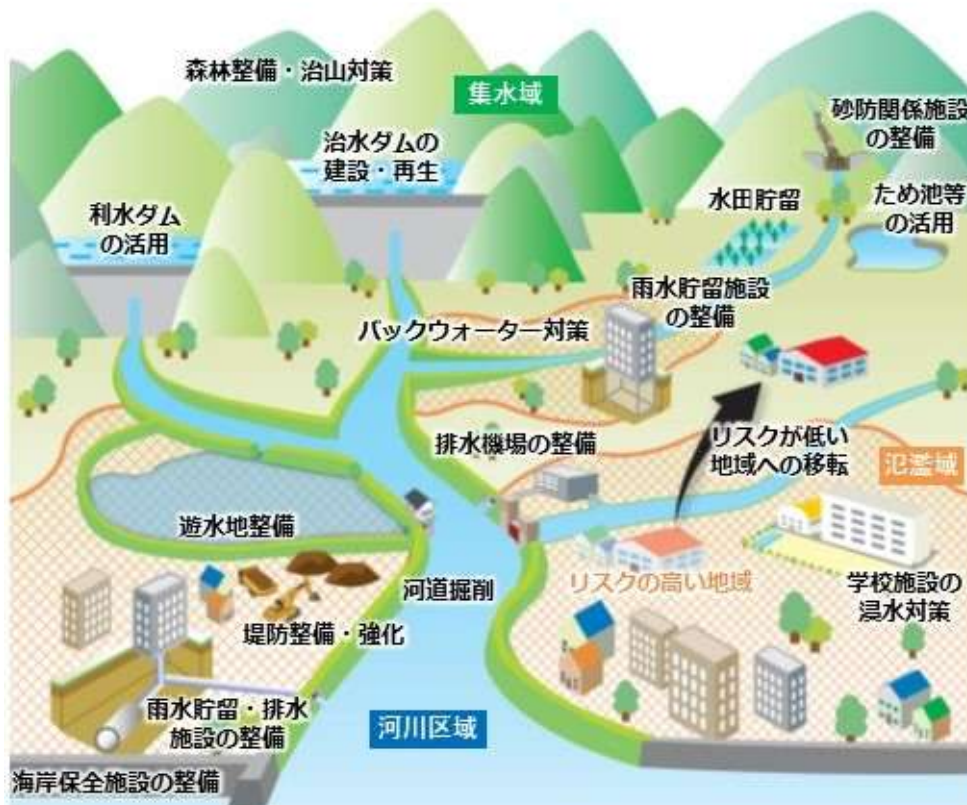 森林整備・治山対策
集水域
砂防関係施設
の整備
治水ダムの
建設・再生
水田貯留
ため池等
の活用
利水ダム
の活用
雨水貯留施設
の整備
バックウォーター対策
排水機場の整備
リスクが低い
地域への移転
氾濫域
遊水地整備
河道掘削
リスクの高い地域
学校施設の
浸水対策
堤防整備・強化
雨水貯留・排水
施設の整備
河川区域
海岸保全施設の整備